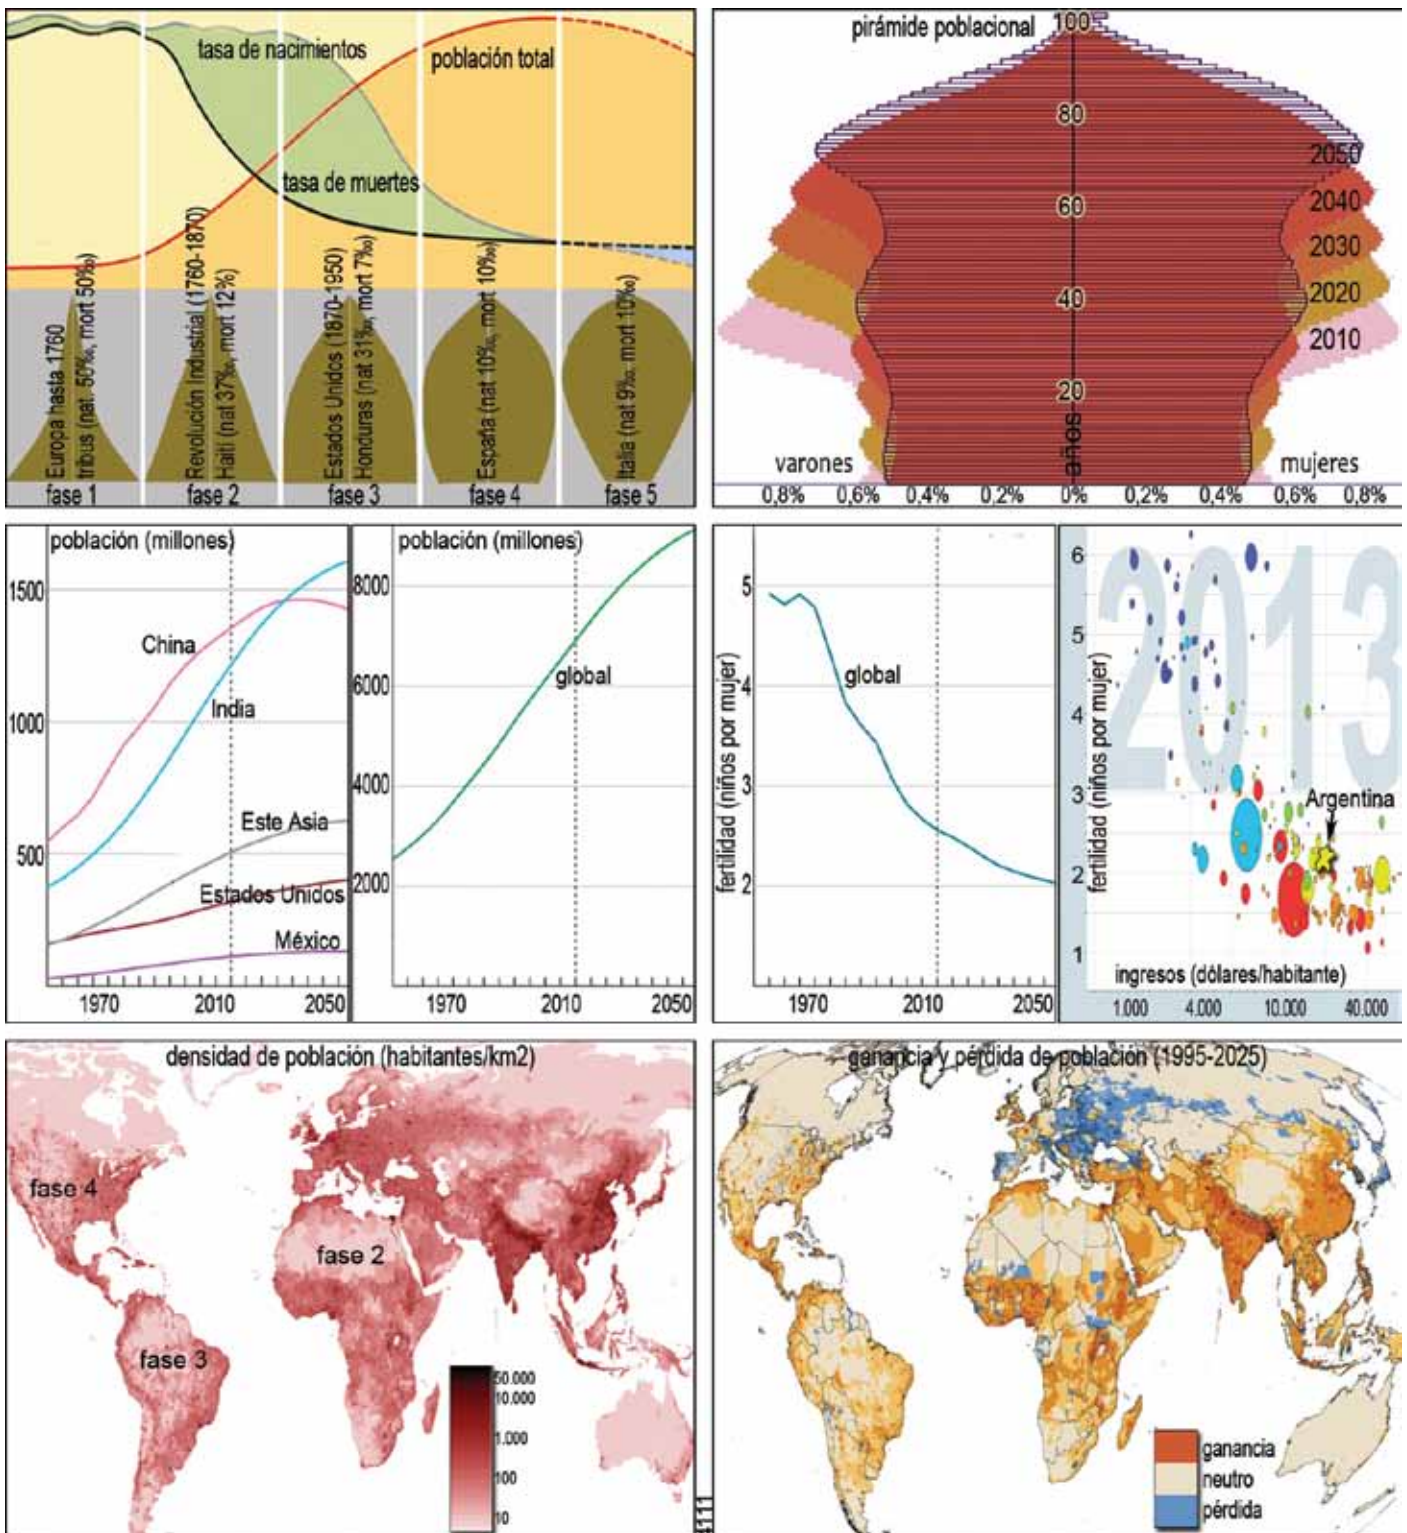 tasa de nacimientos
población total
tasa de muertes
Europa hasta 1760
tribus (nat. 50‰, mort 50‰)
Revolución Industrial (1760-1870)
Haití (nat 37‰, mort 12%)
Estados Unidos (1870-1950)
Honduras (nat 31‰, mort 7‰)
España (nat 10‰, mort 10‰)
Italia (nat 9‰, mort 10‰)
fase 1
fase 2
fase 3
fase 4
fase 5
pirámide poblacional
100
80
2050
2040
60
2030
2020
40
2010
20
años
varones
mujeres
0,8% 0,6% 0,4% 0,2% 0% 0,2% 0,4% 0,6% 0,8%
población (millones)
1500
China
India
1000
Este Asia
500
Estados Unidos
México
1970 2010 2050
población (millones)
8000
6000
global
4000
2000
1970 2010 2050
fertilidad (niños por mujer)
5
global
4
3
2
1970 2010 2050
2013
fertilidad (niños por mujer)
6
5
4
3
Argentina
2
1
ingresos (dólares/habitante)
1.000 4.000 10.000 40.000
densidad de población (habitantes/km2)
fase 4
fase 2
fase 3
50.000
10.000
1.000
100
10
ganancia y pérdida de población (1995-2025)
ganancia
neutro
pérdida